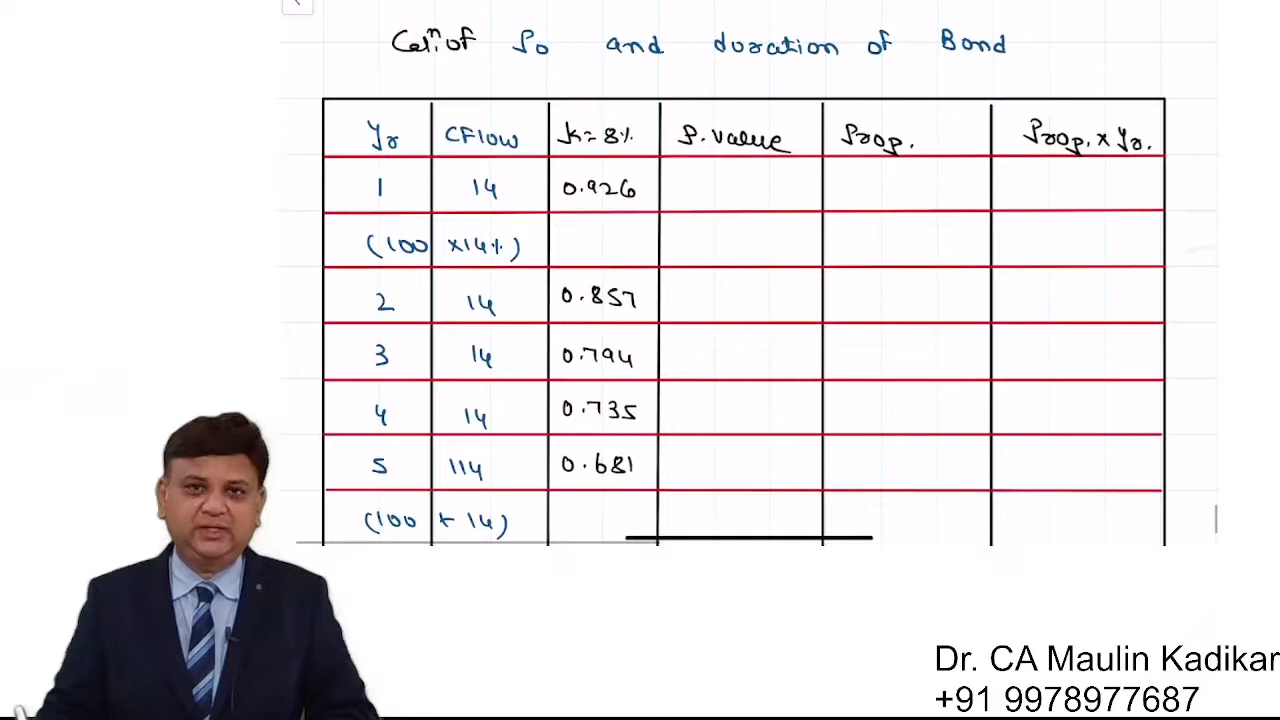 Calⁿ. of P0 and duration of Bond
Yr CFlow K=8% P.value Prop. Prop. x Yr.
1 14 0.926
(100 x14%)
2 14 0.857
3 14 0.794
4 14 0.735
5 114 0.681
(100 + 14)
Dr. CA Maulin Kadikar
+91 9978977687